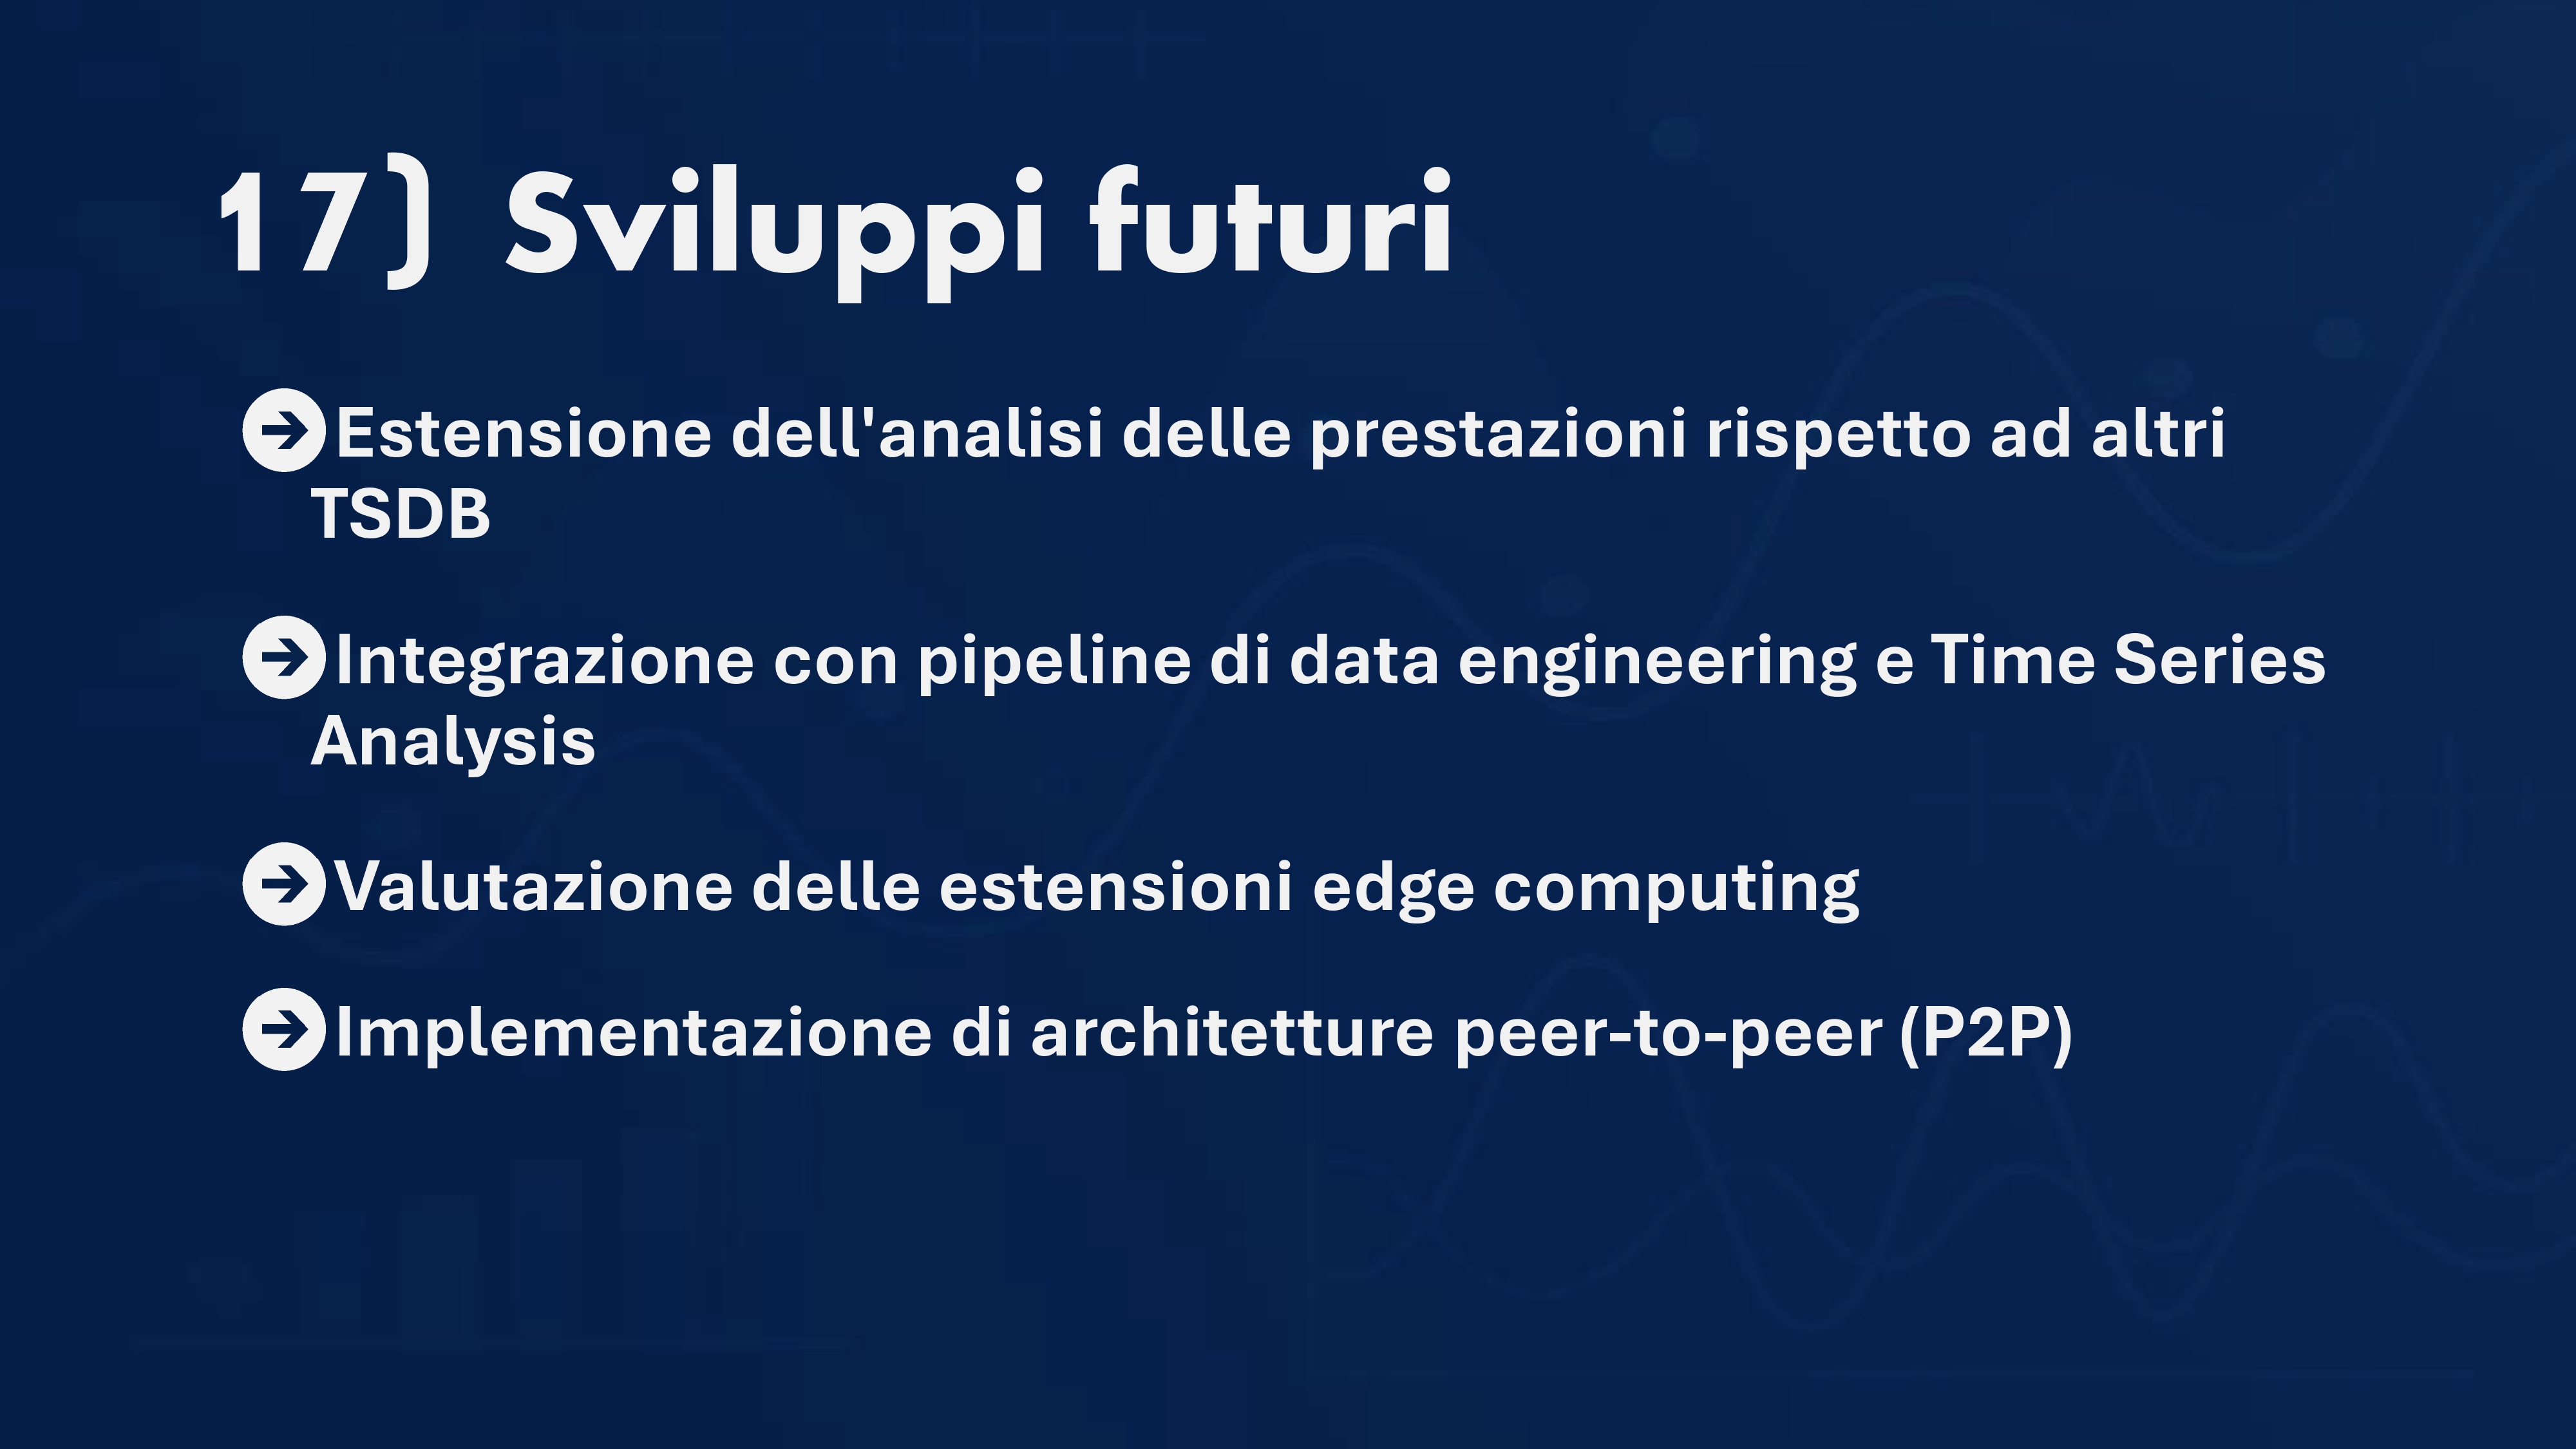 17) Sviluppi futuri
Estensione dell'analisi delle prestazioni rispetto ad altri
TSDB
Integrazione con pipeline di data engineering e Time Series
Analysis
Valutazione delle estensioni edge computing
Implementazione di architetture peer-to-peer (P2P)